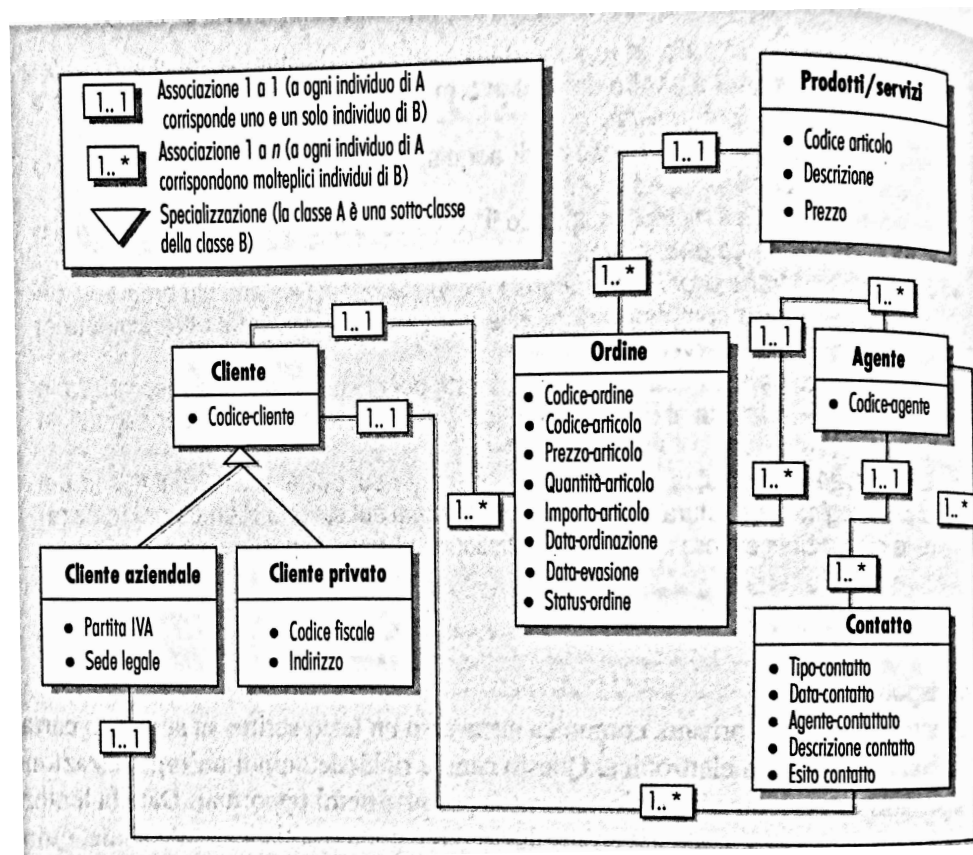 1.. 1
Associazione 1 a 1 (a ogni individuo di A
corrisponde uno e un solo individuo di B)
1.. *
Associazione 1 a n (a ogni individuo di A
corrispondono molteplici individui di B)
Specializzazione (la classe A è una sotto-classe
della classe B)
Prodotti/servizi
• Codice articolo
• Descrizione
• Prezzo
1.. 1
1.. *
1.. 1
Cliente
• Codice-cliente
1.. 1
1.. *
Ordine
• Codice-ordine
• Codice-articolo
• Prezzo-articolo
• Quantità-articolo
• Importo-articolo
• Data-ordinazione
• Data-evasione
• Status-ordine
1.. *
1.. 1
1.. *
Agente
• Codice-agente
1.. 1
1.. *
1.. *
Cliente aziendale
• Partita IVA
• Sede legale
Cliente privato
• Codice fiscale
• Indirizzo
Contatto
• Tipo-contatto
• Data-contatto
• Agente-contattato
• Descrizione contatto
• Esito contatto
1.. 1
1.. *